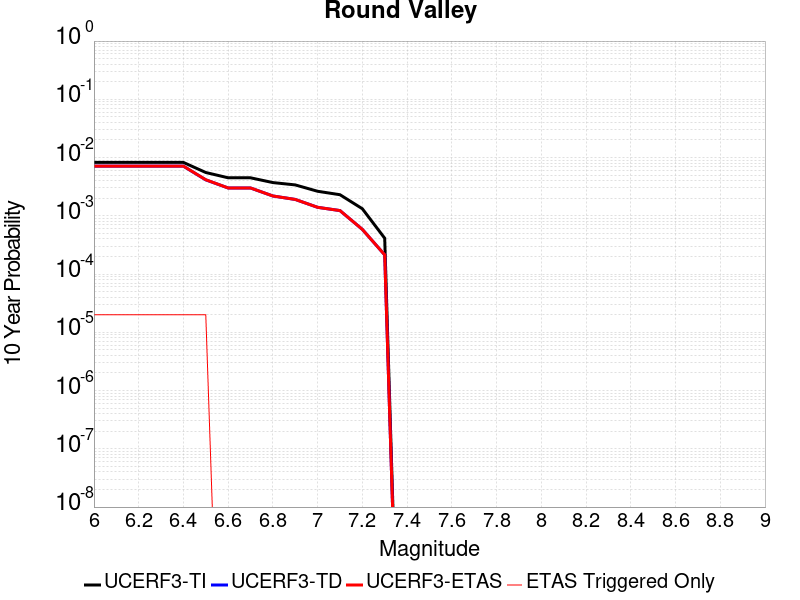 Round Valley
10 0
10 -1
10 -2
10 -3
10 -4
10 -5
10 -6
10 -7
10 -8
10 Year Probability
6 6.2 6.4 6.6 6.8 7 7.2 7.4 7.6 7.8 8 8.2 8.4 8.6 8.8 9
Magnitude
UCERF3-TI UCERF3-TD UCERF3-ETAS ETAS Triggered Only